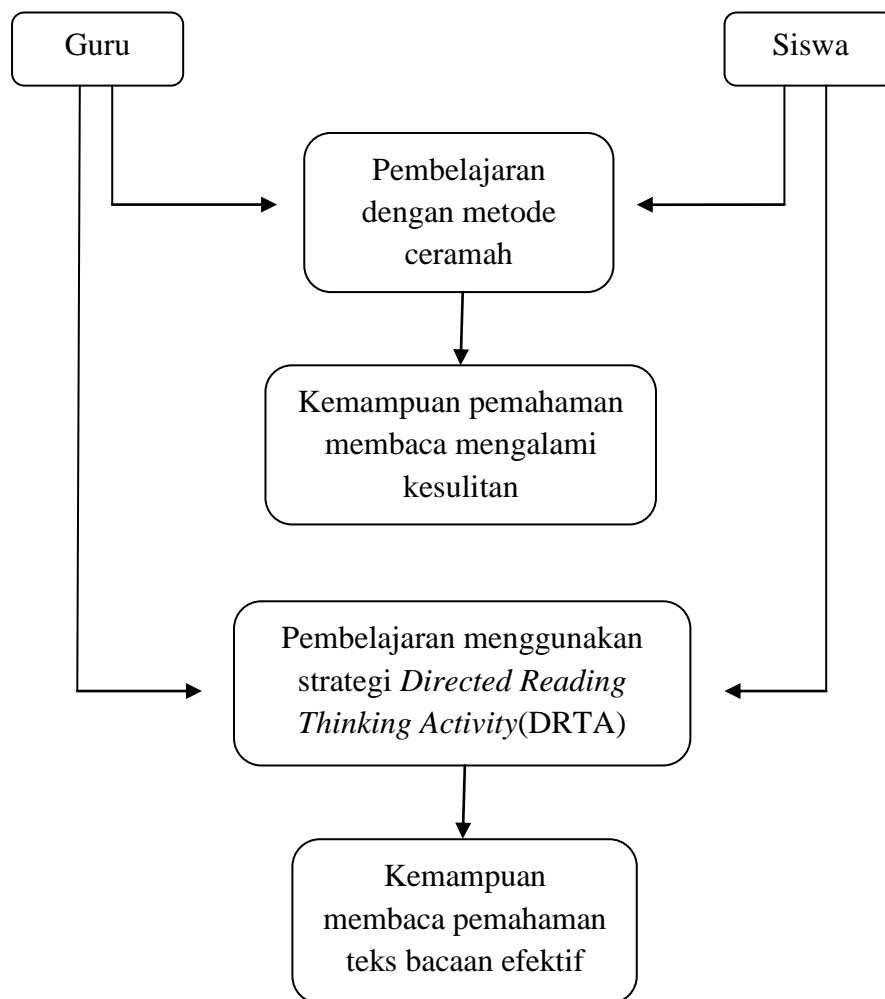 Guru
Siswa
Pembelajaran
dengan metode
ceramah
Kemampuan pemahaman
membaca mengalami
kesulitan
Pembelajaran menggunakan
strategi Directed Reading
Thinking Activity(DRTA)
Kemampuan
membaca pemahaman
teks bacaan efektif